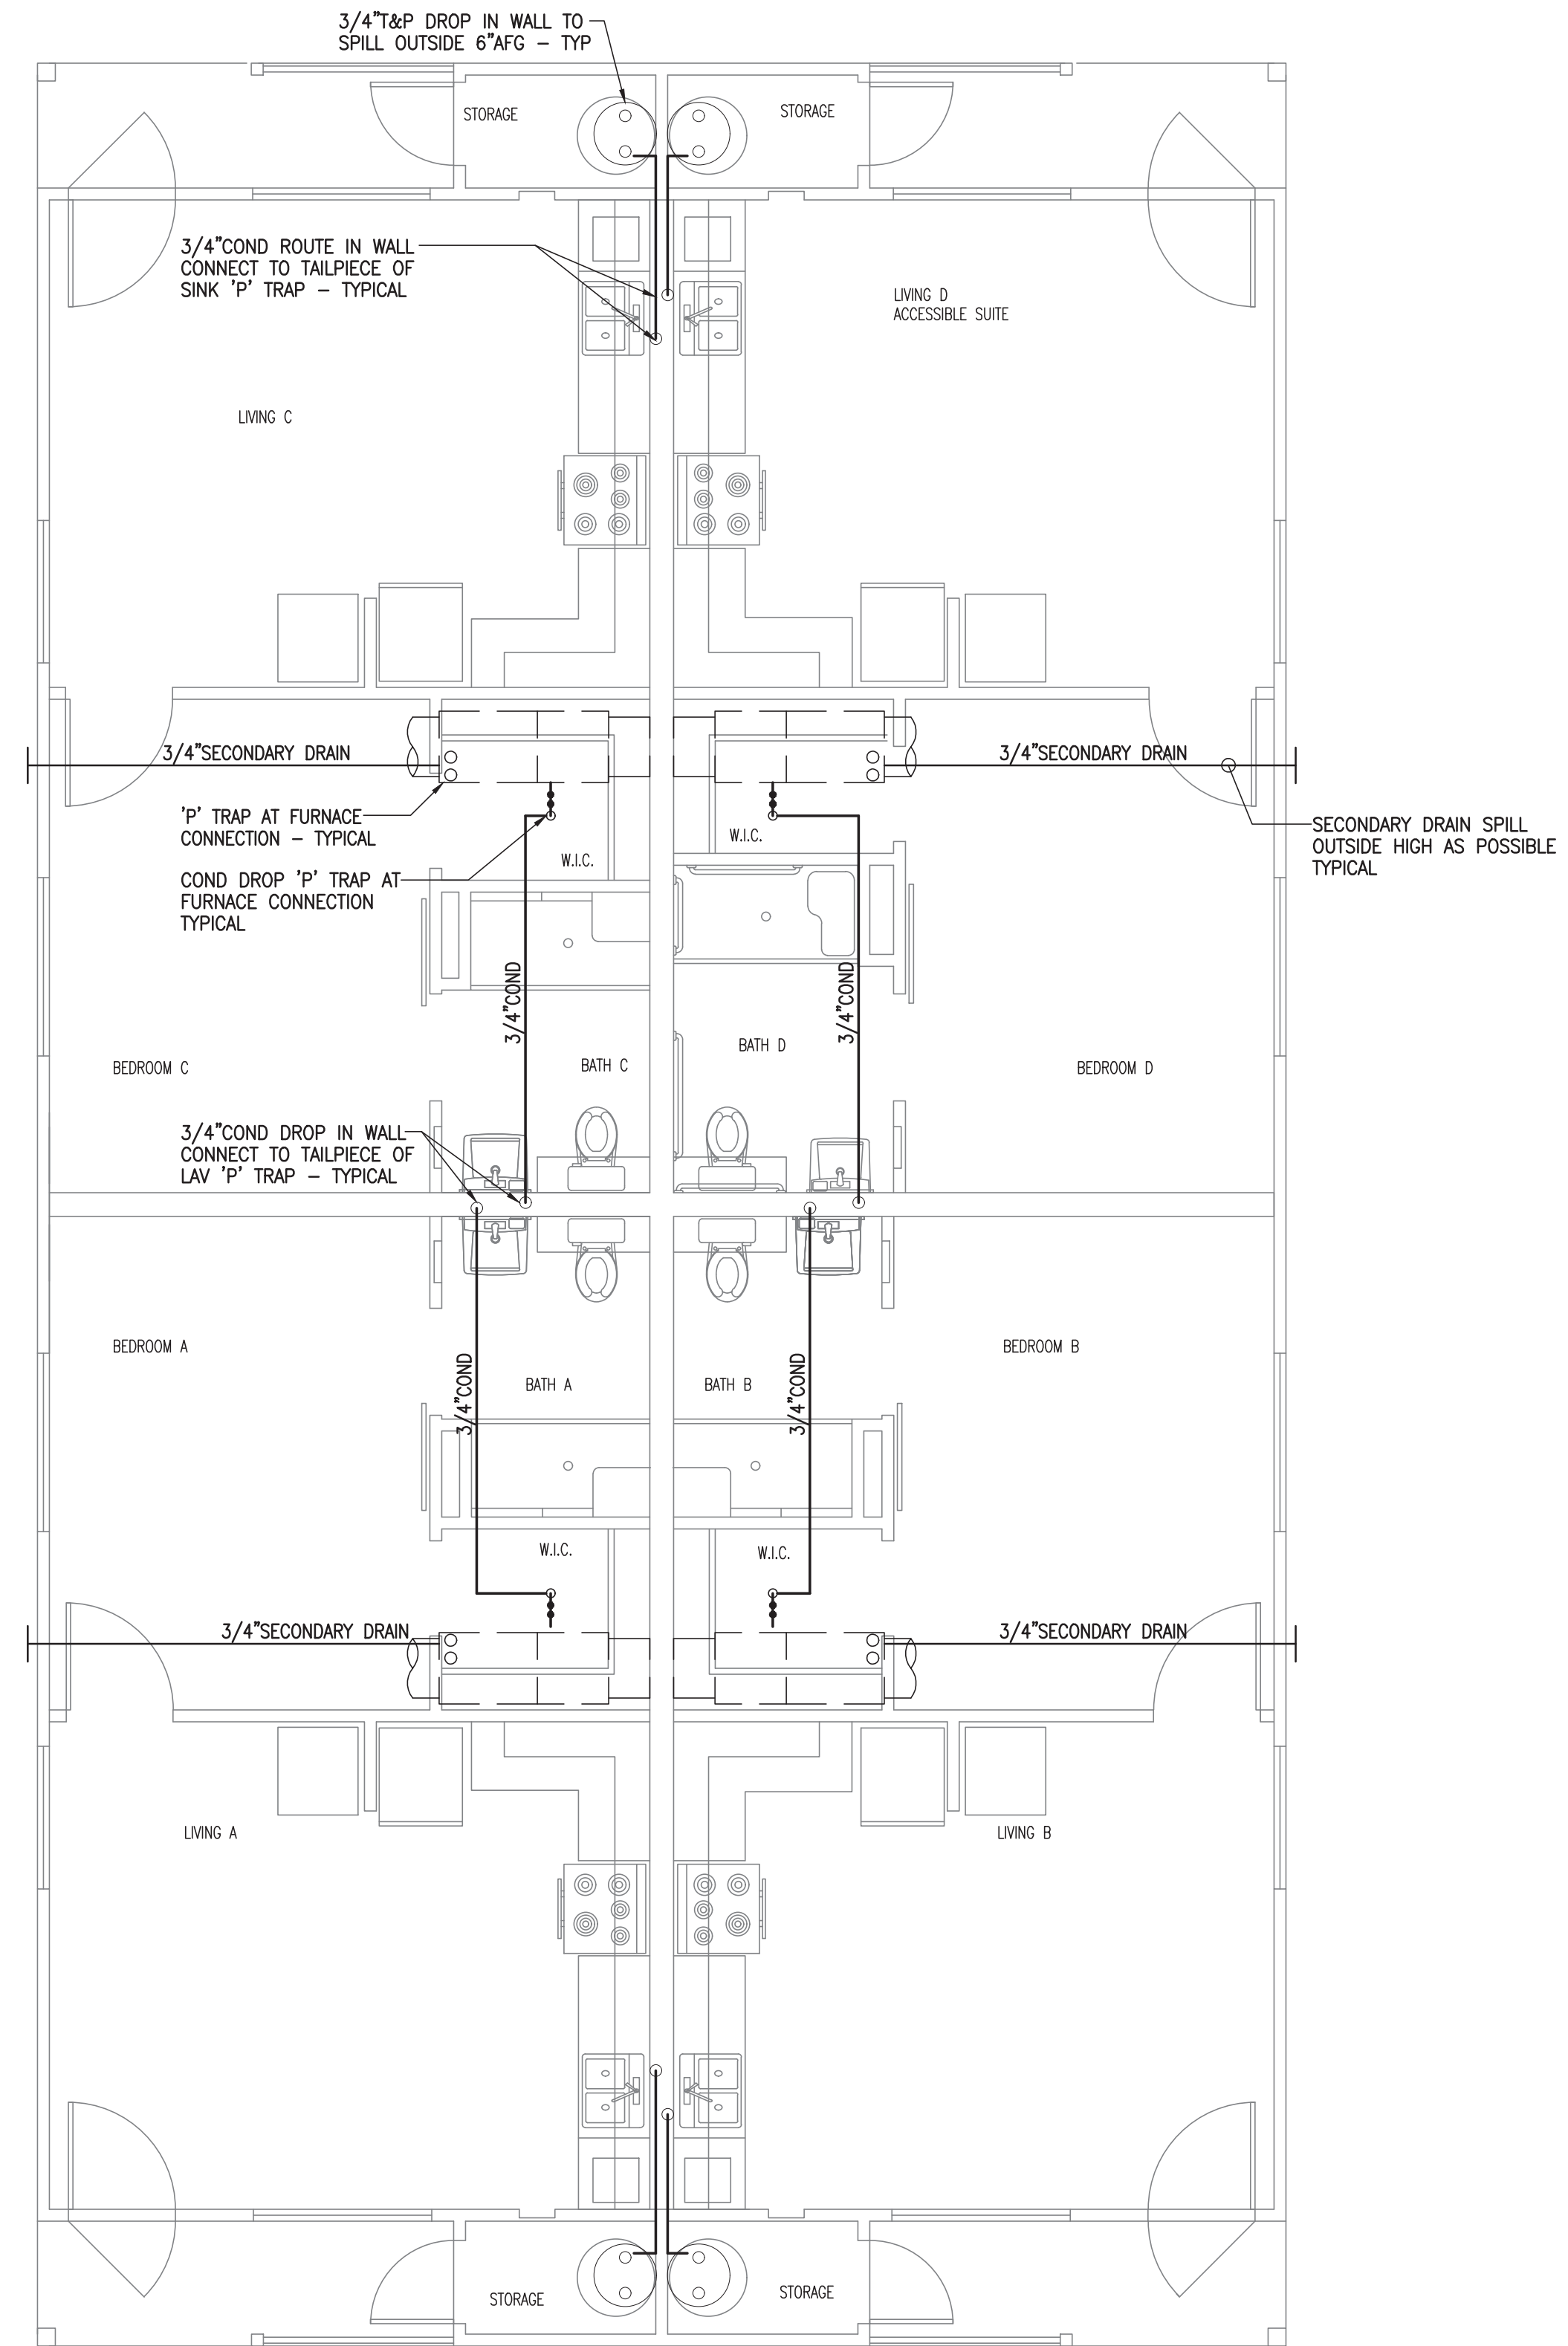 3/4"T&P DROP IN WALL TO
SPILL OUTSIDE 6"AFG – TYP
STORAGE
STORAGE
3/4"COND ROUTE IN WALL
CONNECT TO TAILPIECE OF
SINK 'P' TRAP – TYPICAL
LIVING D
ACCESSIBLE SUITE
LIVING C
3/4"SECONDARY DRAIN
3/4"SECONDARY DRAIN
'P' TRAP AT FURNACE
CONNECTION – TYPICAL
SECONDARY DRAIN SPILL
OUTSIDE HIGH AS POSSIBLE
TYPICAL
W.I.C.
W.I.C.
COND DROP 'P' TRAP AT
FURNACE CONNECTION
TYPICAL
3/4"COND
3/4"COND
BATH D
BATH C
BEDROOM C
BEDROOM D
3/4"COND DROP IN WALL
CONNECT TO TAILPIECE OF
LAV 'P' TRAP – TYPICAL
BEDROOM A
BEDROOM B
3/4"COND
3/4"COND
BATH A
BATH B
W.I.C.
W.I.C.
3/4"SECONDARY DRAIN
3/4"SECONDARY DRAIN
LIVING A
LIVING B
STORAGE
STORAGE